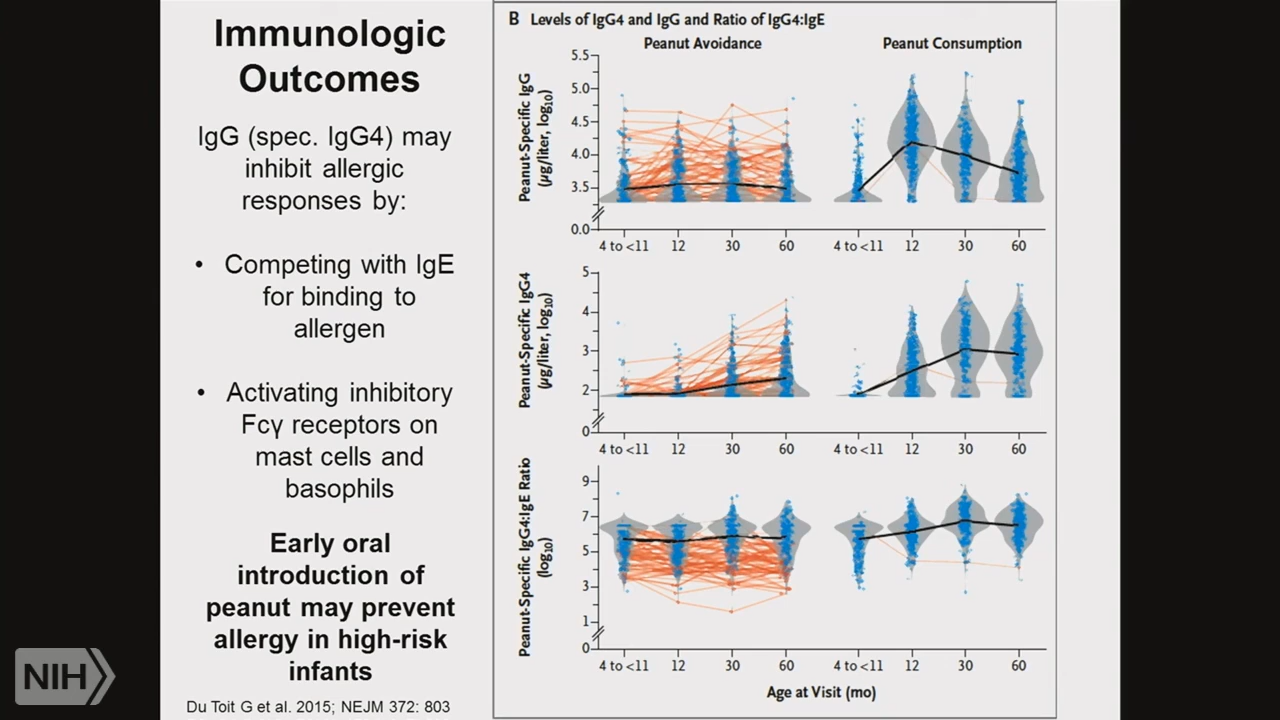 Immunologic
Outcomes
IgG (spec. IgG4) may
inhibit allergic
responses by:
• Competing with IgE
for binding to
allergen
• Activating inhibitory
Fcγ receptors on
mast cells and
basophils
Early oral
introduction of
peanut may prevent
allergy in high-risk
infants
Du Toit G et al. 2015; NEJM 372: 803
NIH
B Levels of IgG4 and IgG and Ratio of IgG4:IgE
Peanut Avoidance
Peanut Consumption
Peanut-Specific IgG
(µg/liter, log₁₀)
5.5
5.0
4.5
4.0
3.5
0.0
4 to <11 12 30 60 4 to <11 12 30 60
Peanut-Specific IgG4
(µg/liter, log₁₀)
5
4
3
2
0
4 to <11 12 30 60 4 to <11 12 30 60
Peanut-Specific IgG4:IgE Ratio
(log₁₀)
9
7
5
3
1
0
4 to <11 12 30 60 4 to <11 12 30 60
Age at Visit (mo)